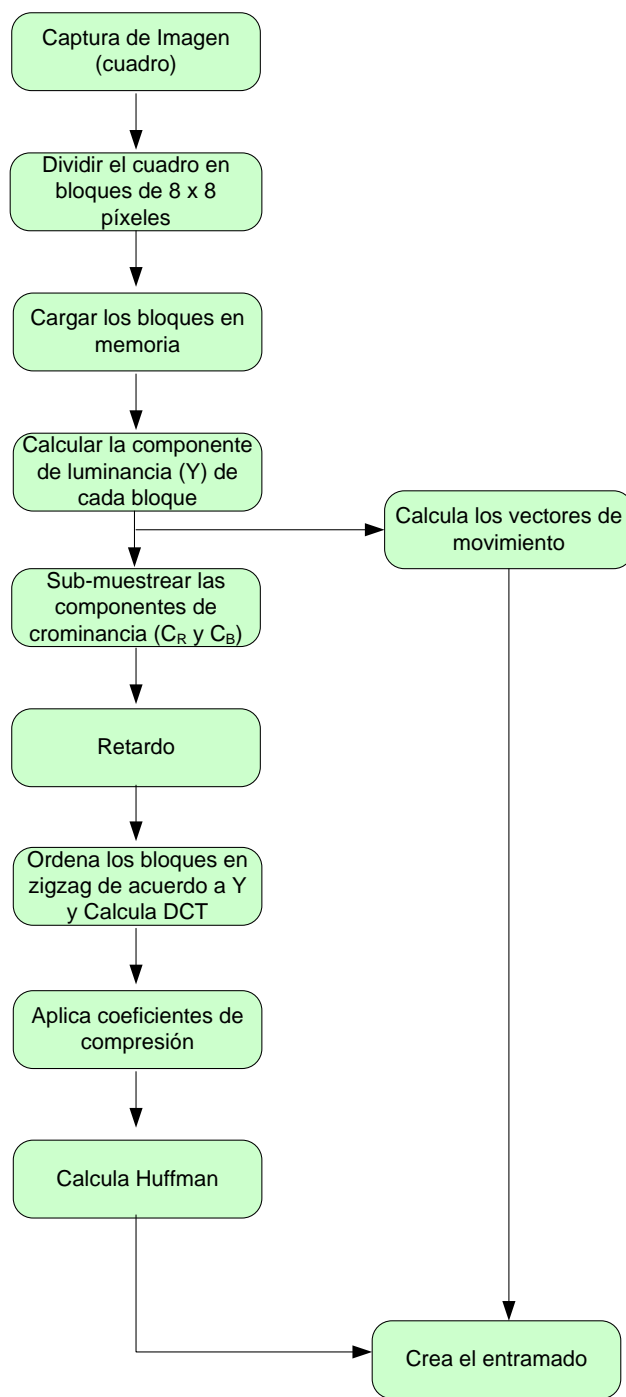 Captura de Imagen
(cuadro)
Dividir el cuadro en
bloques de 8 x 8
píxeles
Cargar los bloques en
memoria
Calcular la componente
de luminancia (Y) de
cada bloque
Calcula los vectores de
movimiento
Sub-muestrear las
componentes de
crominancia (CR y CB)
Retardo
Ordena los bloques en
zigzag de acuerdo a Y
y Calcula DCT
Aplica coeficientes de
compresión
Calcula Huffman
Crea el entramado